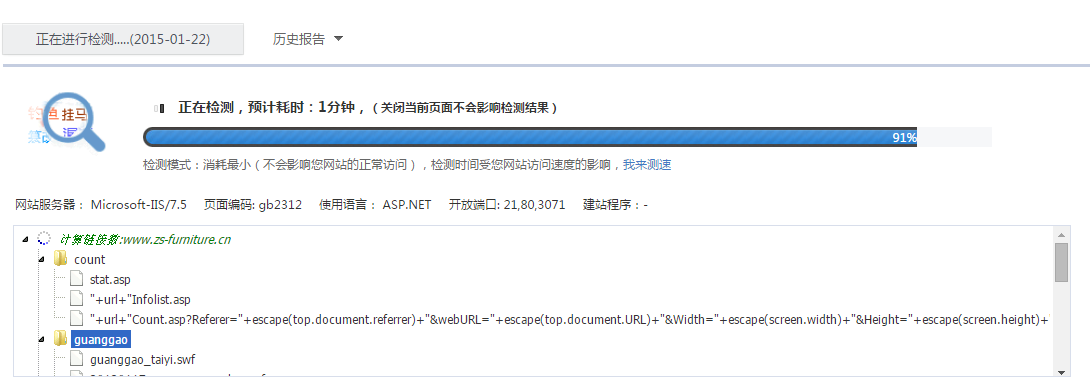 正在进行检测.....(2015-01-22) 历史报告
挂马
正在检测，预计耗时：1分钟，（关闭当前页面不会影响检测结果）
91%
检测模式：消耗最小（不会影响您网站的正常访问），检测时间受您网站访问速度的影响，我来测速
网站服务器： Microsoft-IIS/7.5 页面编码: gb2312 使用语言： ASP.NET 开放端口: 21,80,3071 建站程序：-
计算链接数:www.zs-furniture.cn
count
stat.asp
"+url+"Infolist.asp
"+url+"Count.asp?Referer="+escape(top.document.referrer)+"&webURL="+escape(top.document.URL)+"&Width="+escape(screen.width)+"&Height="+escape(screen.height)+
guanggao
guanggao_taiyi.swf